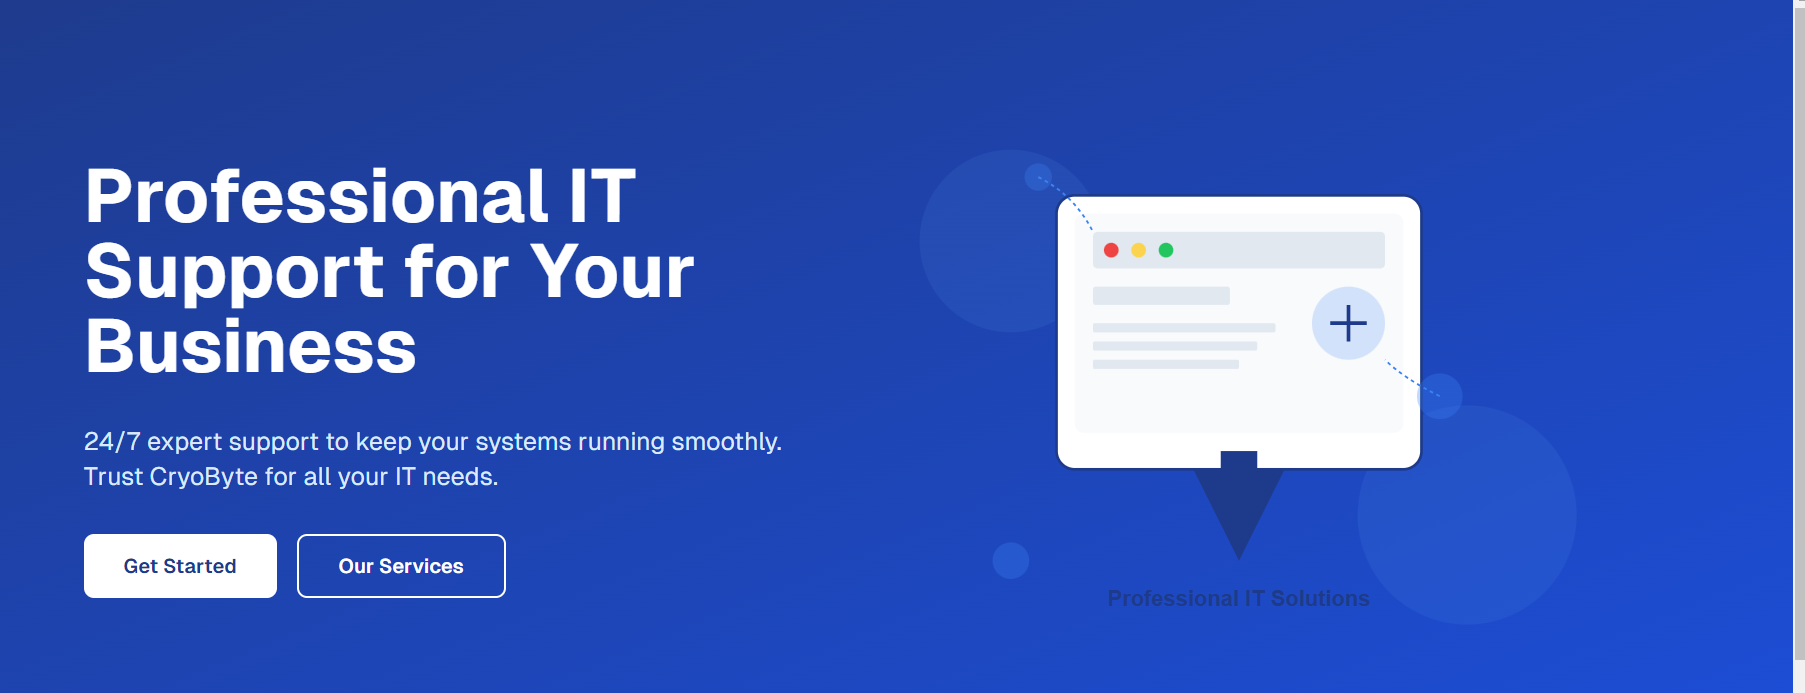 Professional IT
Support for Your
Business
24/7 expert support to keep your systems running smoothly.
Trust CryoByte for all your IT needs.
Get Started
Our Services
Professional IT Solutions